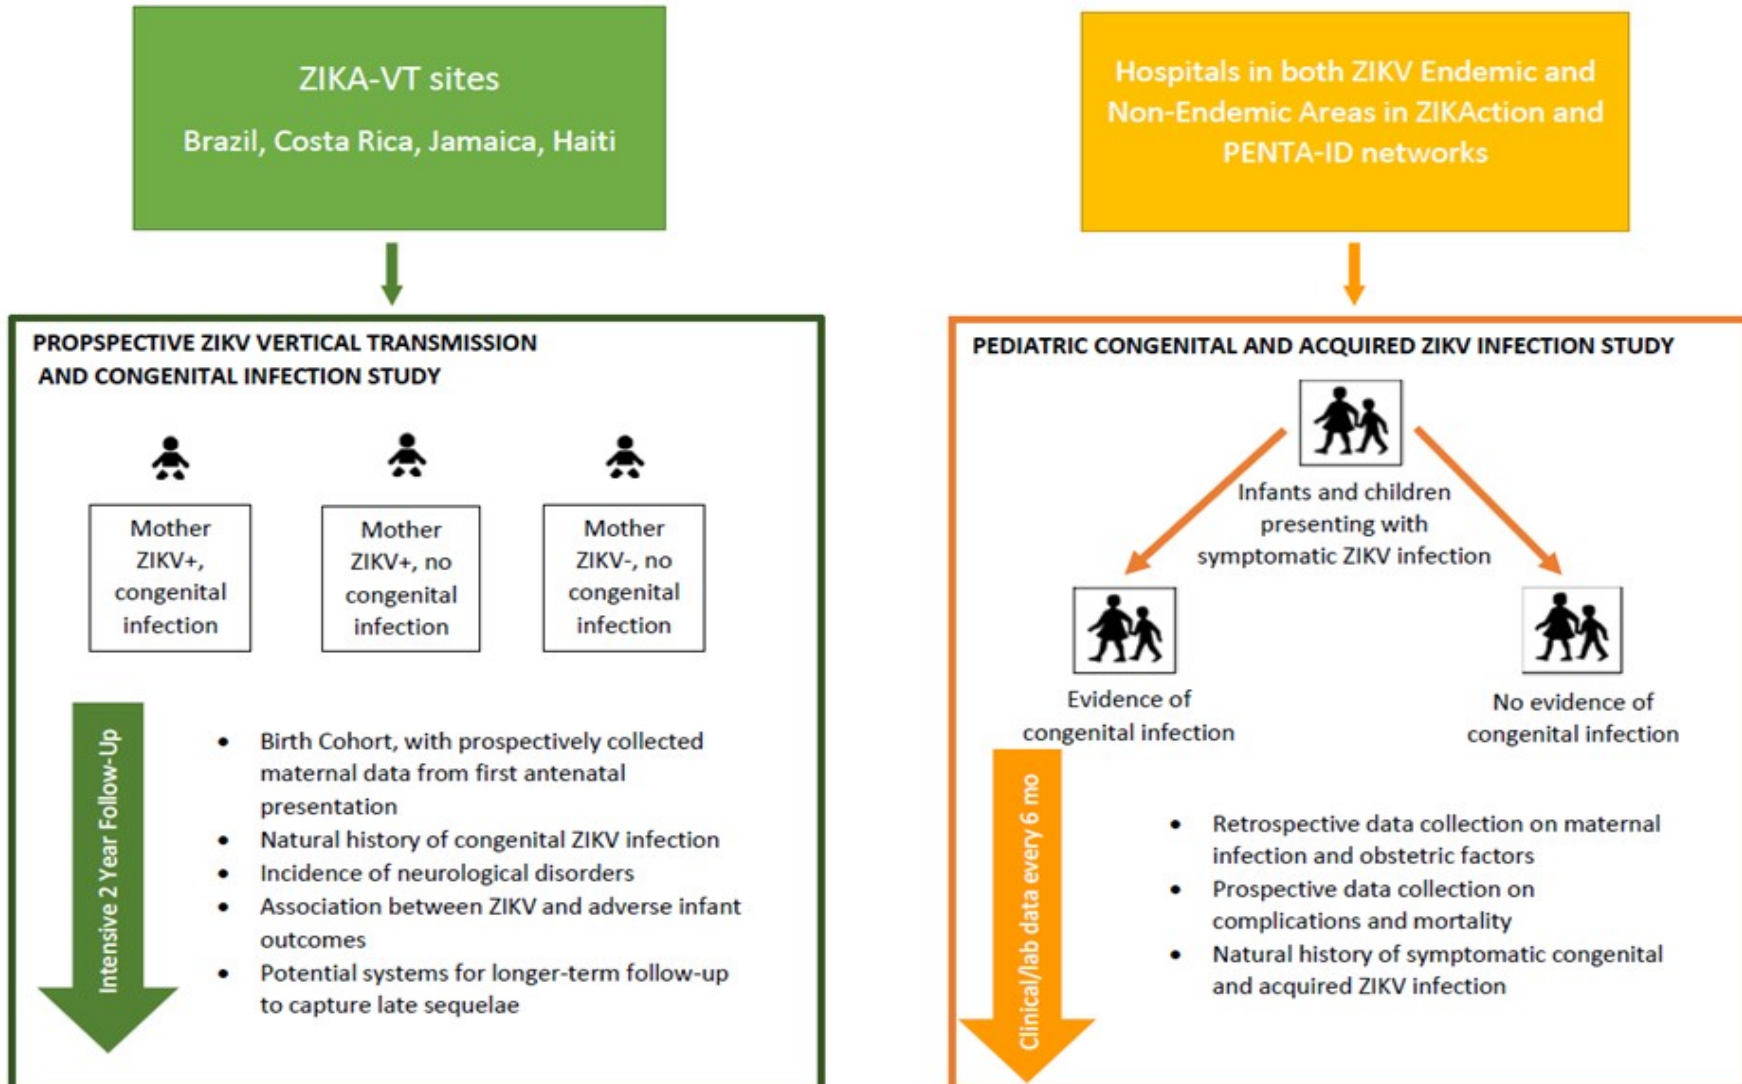 ZIKA-VT sites
Brazil, Costa Rica, Jamaica, Haiti
PROPSPECTIVE ZIKV VERTICAL TRANSMISSION
AND CONGENITAL INFECTION STUDY
Mother
ZIKV+,
congenital
infection
Mother
ZIKV+, no
congenital
infection
Mother
ZIKV-, no
congenital
infection
Intensive 2 Year Follow-Up
• Birth Cohort, with prospectively collected
maternal data from first antenatal
presentation
• Natural history of congenital ZIKV infection
• Incidence of neurological disorders
• Association between ZIKV and adverse infant
outcomes
• Potential systems for longer-term follow-up
to capture late sequelae
Hospitals in both ZIKV Endemic and
Non-Endemic Areas in ZIKAction and
PENTA-ID networks
PEDIATRIC CONGENITAL AND ACQUIRED ZIKV INFECTION STUDY
Infants and children
presenting with
symptomatic ZIKV infection
Evidence of
congenital infection
No evidence of
congenital infection
Clinical/lab data every 6 mo
• Retrospective data collection on maternal
infection and obstetric factors
• Prospective data collection on
complications and mortality
• Natural history of symptomatic congenital
and acquired ZIKV infection